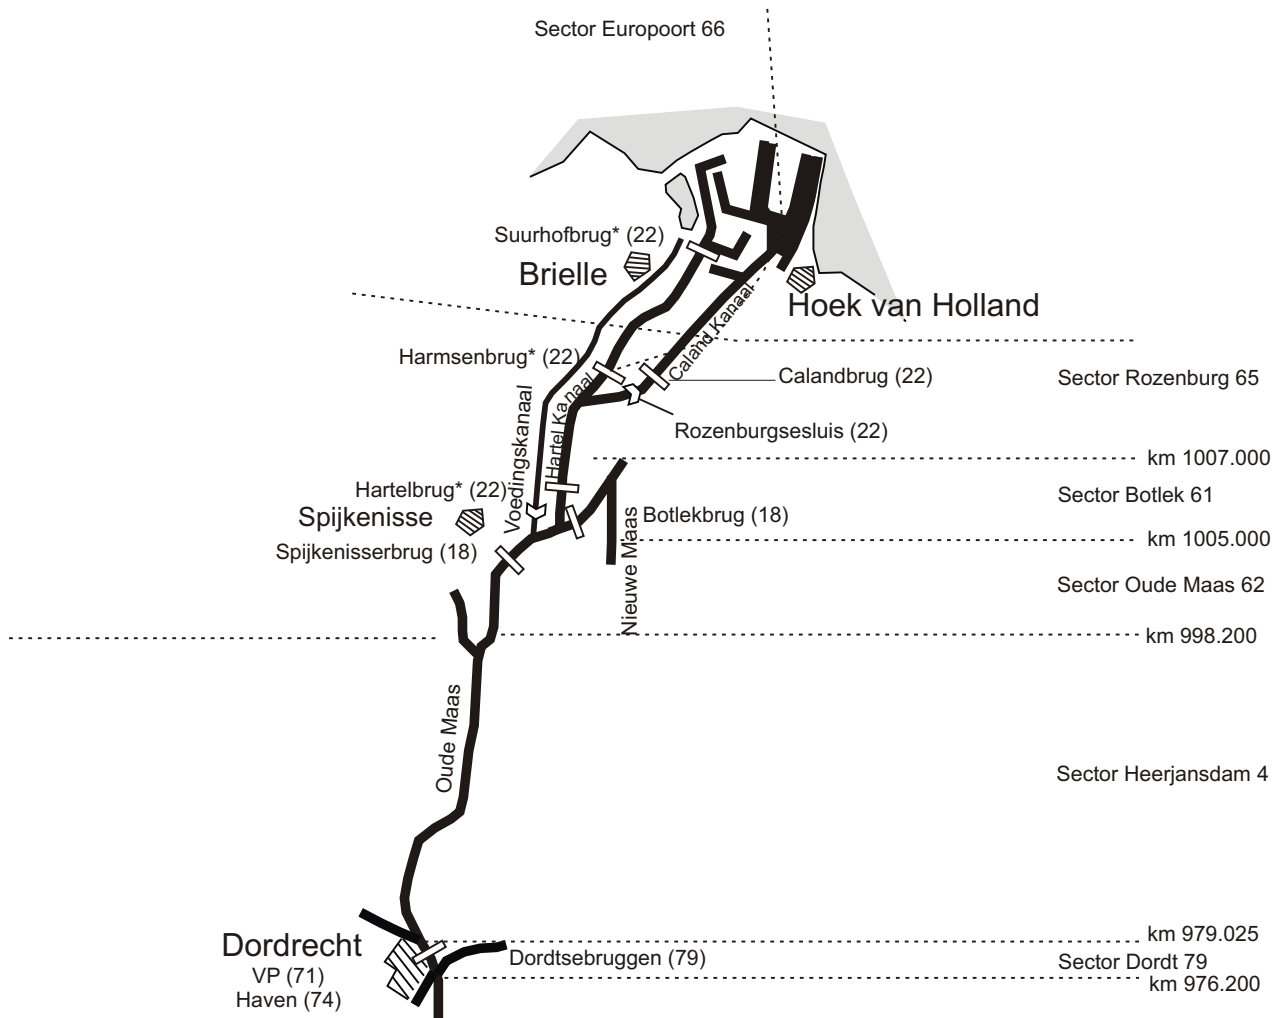 Sector Europoort 66
Suurhofbrug* (22)
Brielle
Hoek van Holland
Caland Kanaal
Harmsenbrug* (22)
Calandbrug (22)
Sector Rozenburg 65
Hartel Kanaal
Voedingskanaal
Rozenburgsesluis (22)
km 1007.000
Hartelbrug* (22)
Sector Botlek 61
Spijkenisse
Botlekbrug (18)
km 1005.000
Spijkenisserbrug (18)
Nieuwe Maas
Sector Oude Maas 62
km 998.200
Oude Maas
Sector Heerjansdam 4
km 979.025
Dordrecht
Dordtsebruggen (79)
Sector Dordt 79
VP (71)
km 976.200
Haven (74)